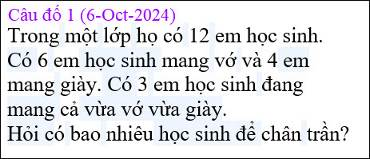 Câu đố 1 (6-Oct-2024)
Trong một lớp họ có 12 em học sinh.
Có 6 em học sinh mang vớ và 4 em
mang giày. Có 3 em học sinh đang
mang cả vừa vớ vừa giày.
Hỏi có bao nhiêu học sinh để chân trần?